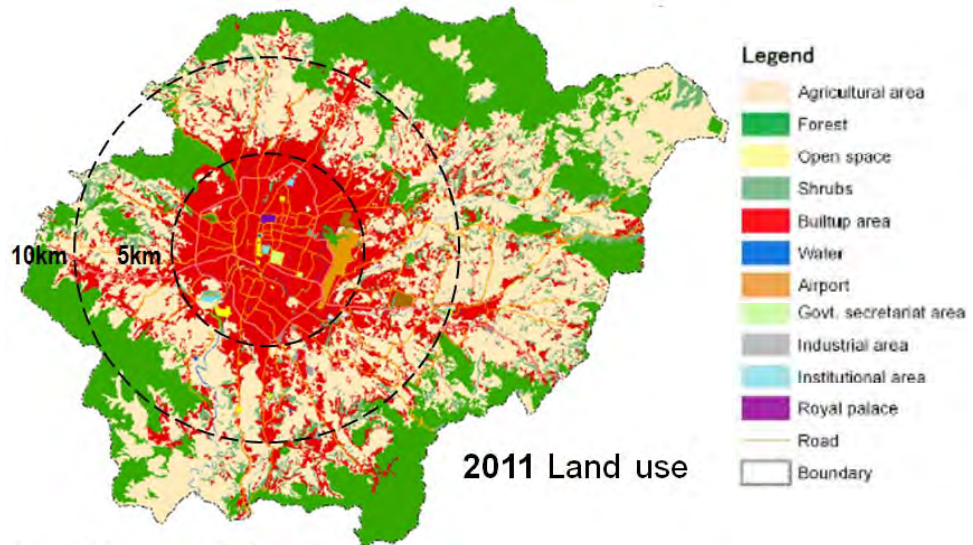 Legend
Agricultural area
Forest
Open space
Shrubs
Builtup area
Water
Airport
Govt. secretariat area
Industrial area
Institutional area
Royal palace
Road
Boundary
10km
5km
2011 Land use